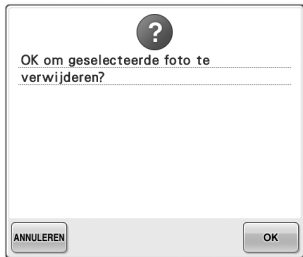 ?
OK om geselecteerde foto te
verwijderen?
ANNULEREN
OK